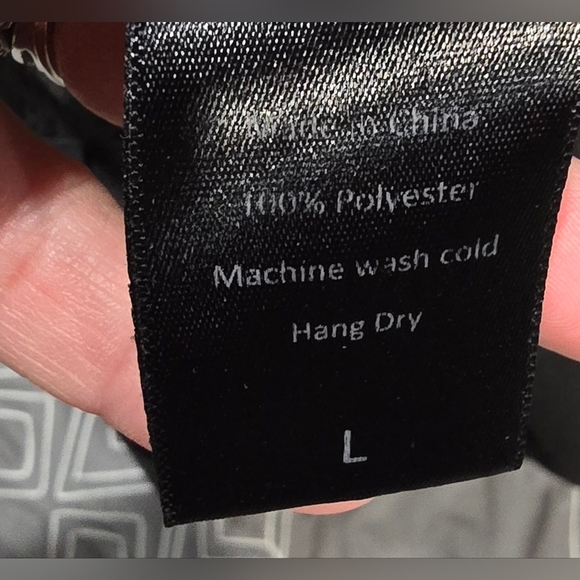 Made in China
100% Polyester
Machine wash cold
Hang Dry
L